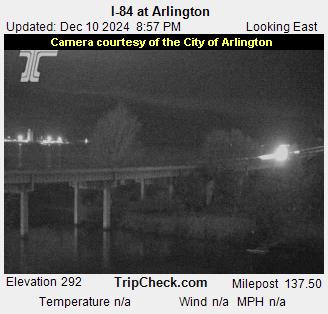 I-84 at Arlington
Updated: Dec 10 2024 8:57 PM Looking East
Camera courtesy of the City of Arlington
Elevation 292 TripCheck.com Milepost 137.50
Temperature n/a Wind n/a MPH n/a